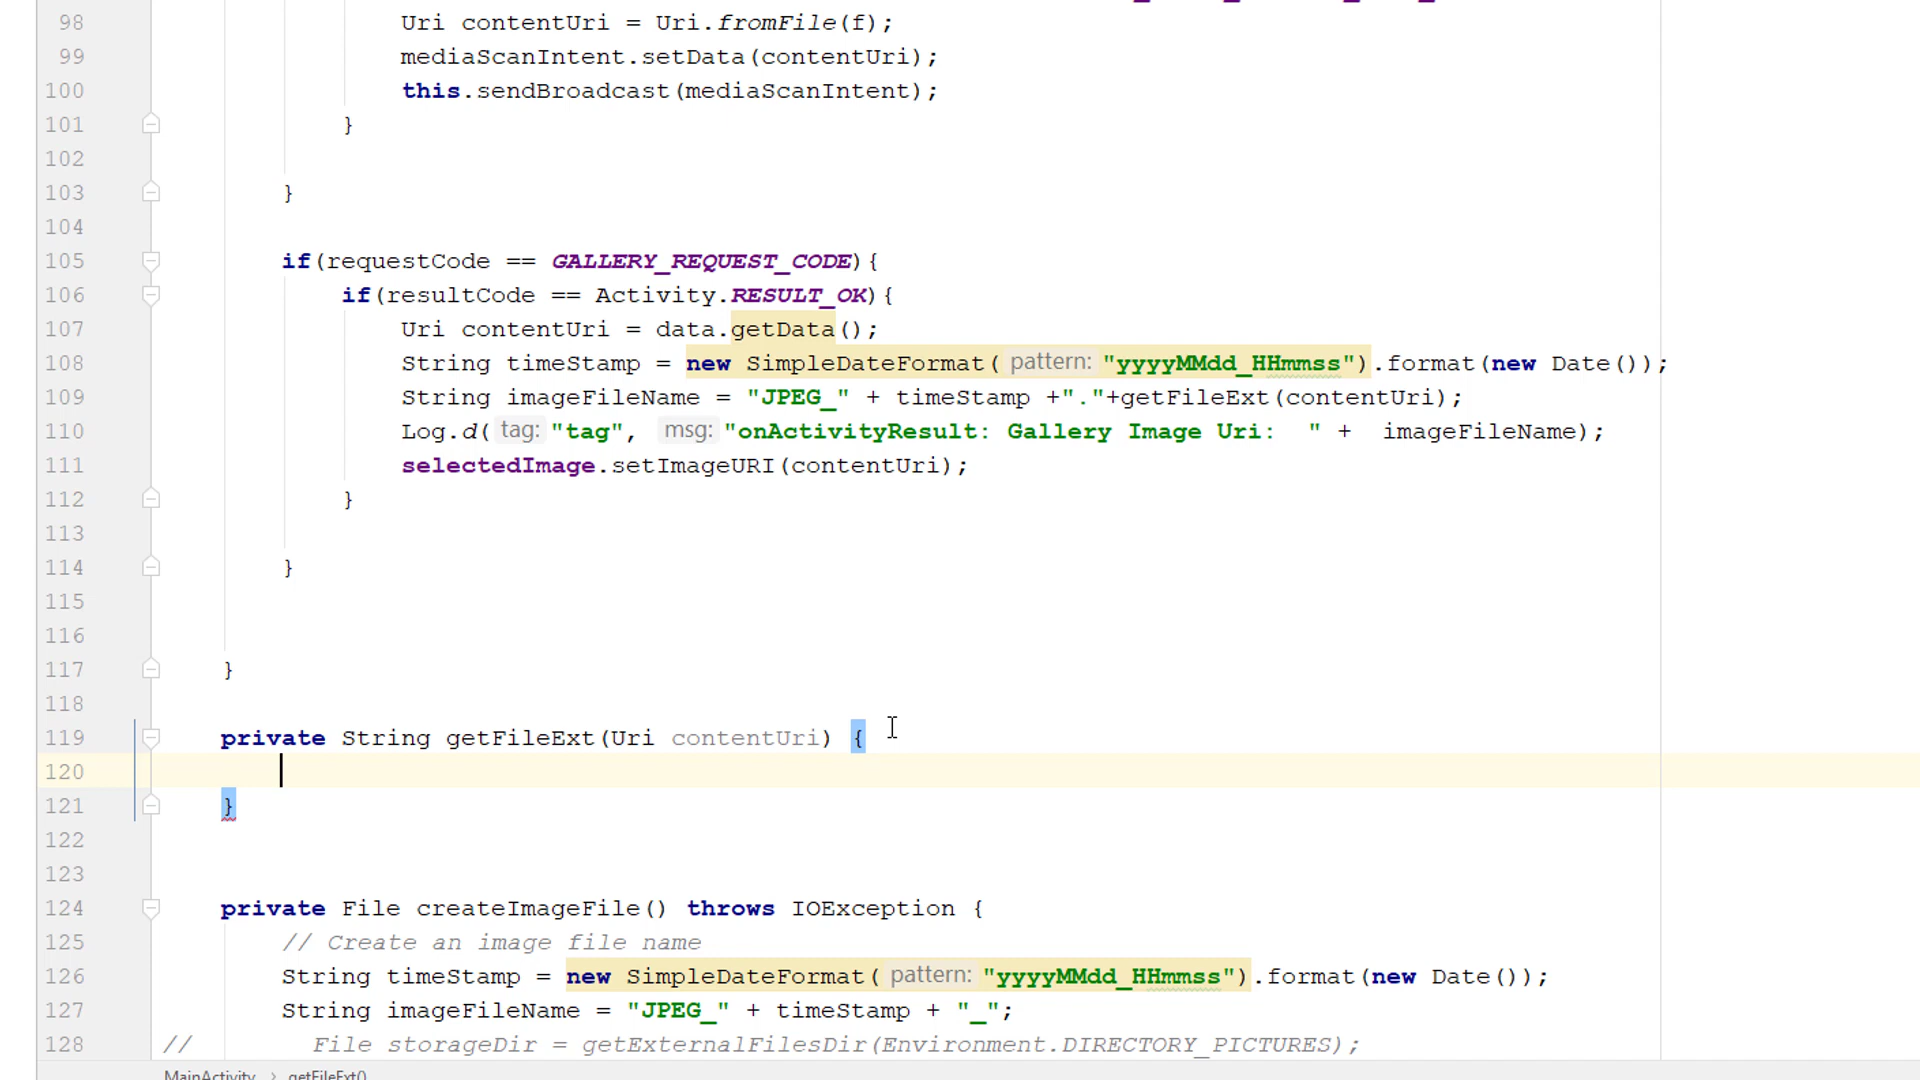 98 Uri contentUri = Uri.fromFile(f);
99 mediaScanIntent.setData(contentUri);
100 this.sendBroadcast(mediaScanIntent);
101 }
102
103 }
104
105 if(requestCode == GALLERY_REQUEST_CODE){
106 if(resultCode == Activity.RESULT_OK){
107 Uri contentUri = data.getData();
108 String timeStamp = new SimpleDateFormat( pattern: "yyyyMMdd_HHmmss").format(new Date());
109 String imageFileName = "JPEG_" + timeStamp +"."+getFileExt(contentUri);
110 Log.d( tag: "tag", msg: "onActivityResult: Gallery Image Uri:  " +  imageFileName);
111 selectedImage.setImageURI(contentUri);
112 }
113
114 }
115
116
117 }
118
119 private String getFileExt(Uri contentUri) {
120
121 }
122
123
124 private File createImageFile() throws IOException {
125 // Create an image file name
126 String timeStamp = new SimpleDateFormat( pattern: "yyyyMMdd_HHmmss").format(new Date());
127 String imageFileName = "JPEG_" + timeStamp + "_";
128 // File storageDir = getExternalFilesDir(Environment.DIRECTORY_PICTURES);
MainActivity > getFileExt()